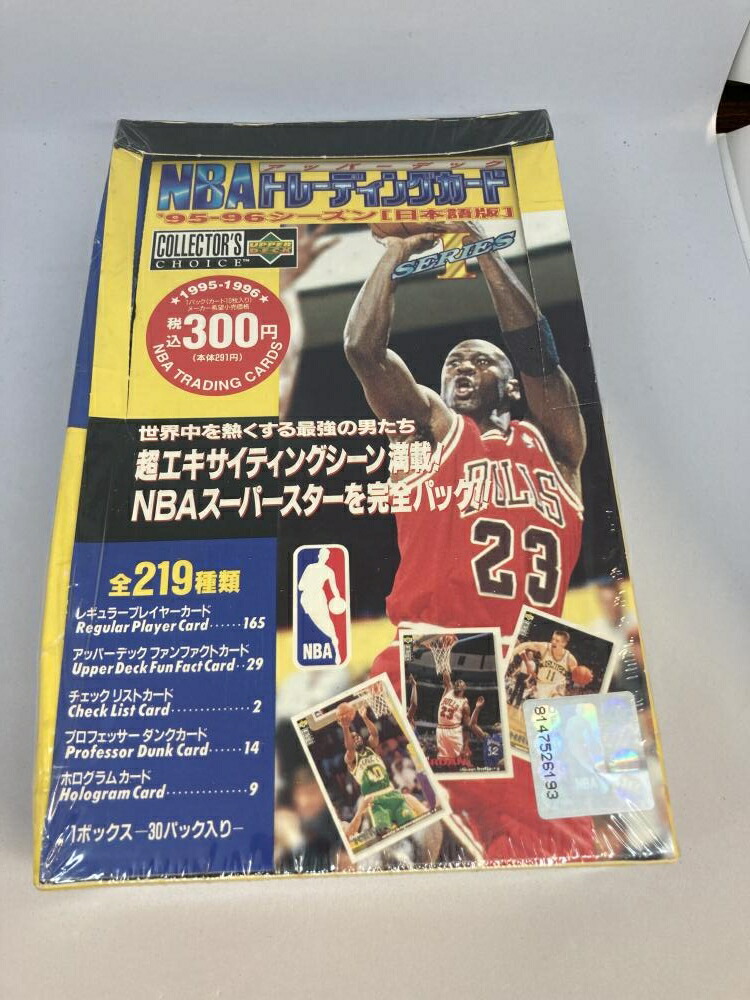 アッパーデック
NBAトレーディングカード
'95-96シーズン[日本語版]
COLLECTOR'S
CHOICE™
UPPER
DECK
SERIES
1
★1995-1996★
1パック(カード10枚入り)
メーカー希望小売価格
税込300円
(本体291円)
NBA TRADING CARDS
世界中を熱くする最強の男たち
超エキサイティングシーン満載!
NBAスーパースターを完全パック!!
BULLS
23
全219種類
レギュラープレイヤーカード
Regular Player Card·····165
アッパーデック ファンファクトカード
Upper Deck Fun Fact Card··29
チェックリストカード
Check List Card············2
プロフェッサー ダンクカード
Professor Dunk Card·····14
ホログラムカード
Hologram Card·············9
1ボックス—30パック入り—
NBA
23
11
40
NBA
8147526193